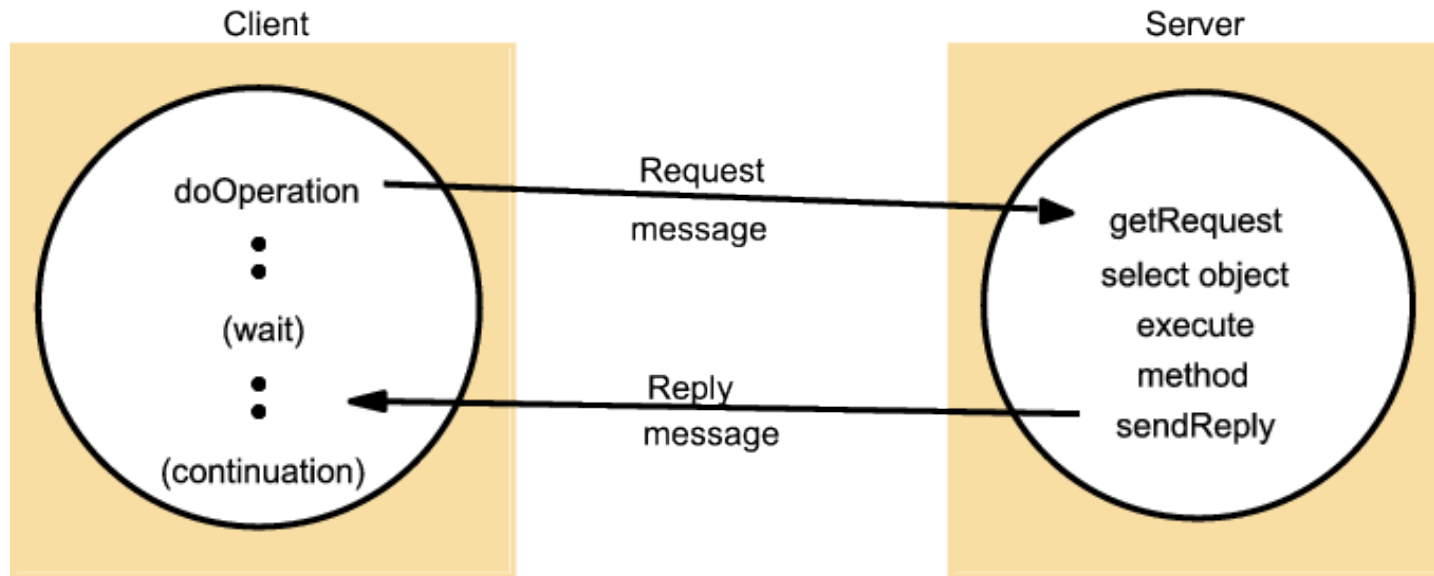 Client
Server
doOperation
(wait)
(continuation)
Request
message
Reply
message
getRequest
select object
execute
method
sendReply